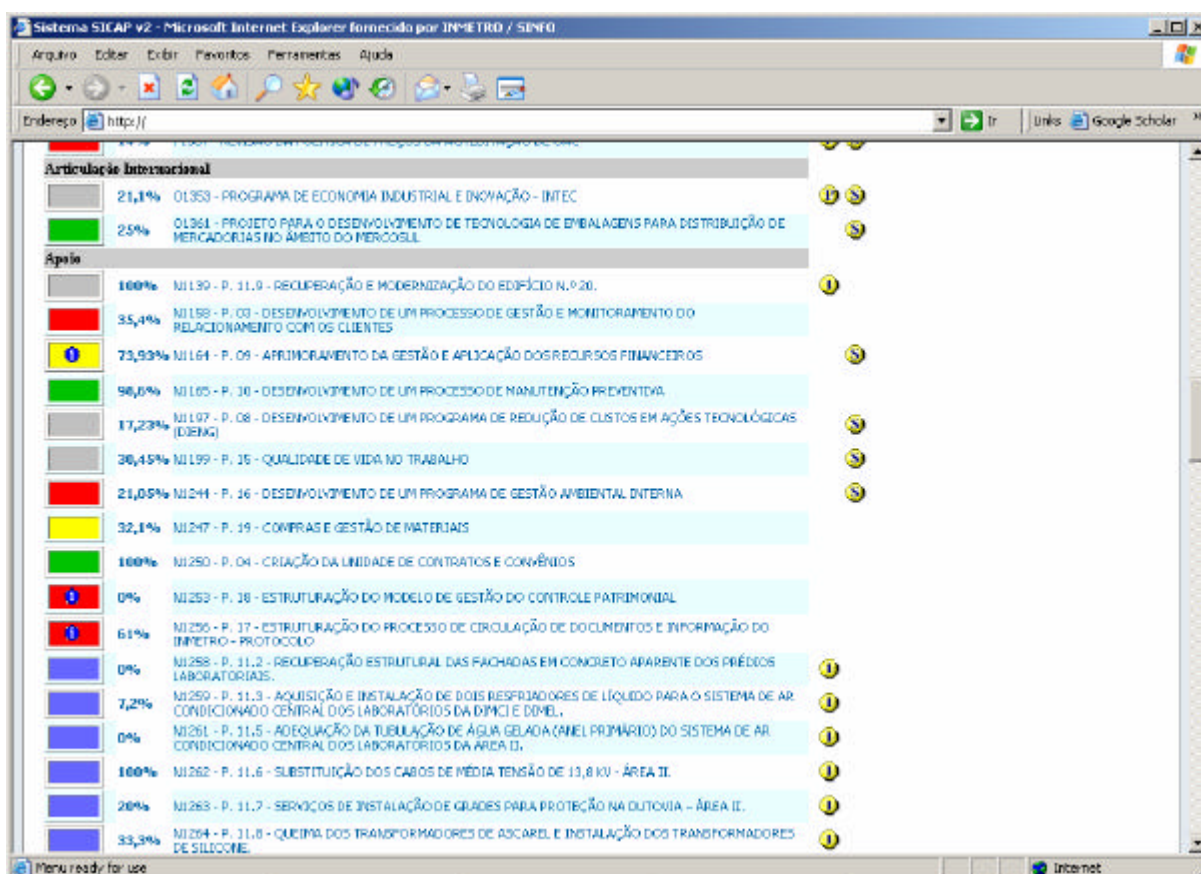 Sistema SICAP v2 - Microsoft Internet Explorer fornecido por INMETRO / SINFO
Arquivo Editar Exibir Favoritos Ferramentas Ajuda
Endereço http:/( Ir Links Google Scholar
Articulação Internacional
21,1% O1353 - PROGRAMA DE ECONOMIA INDUSTRIAL E INOVAÇÃO - INTEC S
25% O1361 - PROJETO PARA O DESENVOLVIMENTO DE TECNOLOGIA DE EMBALAGENS PARA DISTRIBUIÇÃO DE
MERCADORIAS NO ÂMBITO DO MERCOSUL S
Apoio
100% N1139 - P. 11.9 - RECUPERAÇÃO E MODERNIZAÇÃO DO EDIFÍCIO N.º 20. I
35,4% N1158 - P. 03 - DESENVOLVIMENTO DE UM PROCESSO DE GESTÃO E MONITORAMENTO DO
RELACIONAMENTO COM OS CLIENTES
73,93% N1164 - P. 09 - APRIMORAMENTO DA GESTÃO E APLICAÇÃO DOS RECURSOS FINANCEIROS S
98,6% N1165 - P. 10 - DESENVOLVIMENTO DE UM PROCESSO DE MANUTENÇÃO PREVENTIVA
17,23% N1197 - P. 08 - DESENVOLVIMENTO DE UM PROGRAMA DE REDUÇÃO DE CUSTOS EM AÇÕES TECNOLÓGICAS
(DIENG) S
30,45% N1199 - P. 15 - QUALIDADE DE VIDA NO TRABALHO S
21,05% N1244 - P. 16 - DESENVOLVIMENTO DE UM PROGRAMA DE GESTÃO AMBIENTAL INTERNA S
32,1% N1247 - P. 19 - COMPRAS E GESTÃO DE MATERIAIS
100% N1250 - P. 04 - CRIAÇÃO DA UNIDADE DE CONTRATOS E CONVÊNIOS
0% N1253 - P. 18 - ESTRUTURAÇÃO DO MODELO DE GESTÃO DO CONTROLE PATRIMONIAL
61% N1256 - P. 17 - ESTRUTURAÇÃO DO PROCESSO DE CIRCULAÇÃO DE DOCUMENTOS E INFORMAÇÃO DO
INMETRO - PROTOCOLO
0% N1258 - P. 11.2 - RECUPERAÇÃO ESTRUTURAL DAS FACHADAS EM CONCRETO APARENTE DOS PRÉDIOS
LABORATORIAIS. I
7,2% N1259 - P. 11.3 - AQUISIÇÃO E INSTALAÇÃO DE DOIS RESFRIADORES DE LÍQUIDO PARA O SISTEMA DE AR
CONDICIONADO CENTRAL DOS LABORATÓRIOS DA DIMCI E DIMEL. I
0% N1261 - P. 11.5 - ADEQUAÇÃO DA TUBULAÇÃO DE ÁGUA GELADA (ANEL PRIMÁRIO) DO SISTEMA DE AR
CONDICIONADO CENTRAL DOS LABORATÓRIOS DA ÁREA II. I
100% N1262 - P. 11.6 - SUBSTITUIÇÃO DOS CABOS DE MÉDIA TENSÃO DE 13,8 kV - ÁREA II. I
20% N1263 - P. 11.7 - SERVIÇOS DE INSTALAÇÃO DE GRADES PARA PROTEÇÃO NA DUTOVIA – ÁREA II. I
33,3% N1264 - P. 11.8 - QUEIMA DOS TRANSFORMADORES DE ASCAREL E INSTALAÇÃO DOS TRANSFORMADORES
DE SILICONE. I
Menu ready for use Internet